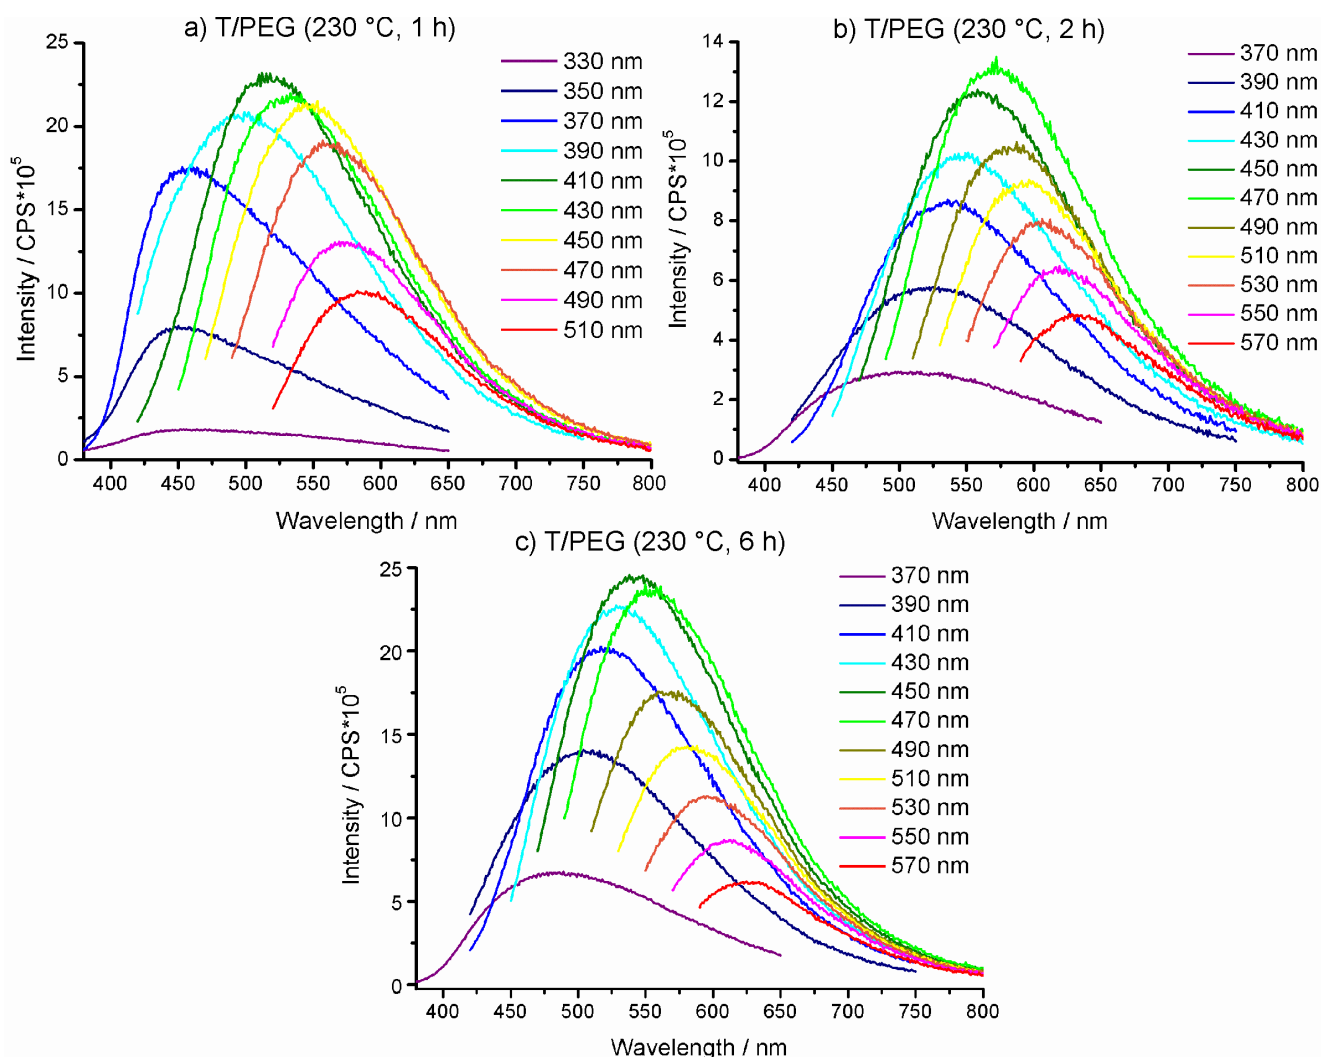 a) T/PEG (230 °C, 1 h)
25
20
15
10
5
0
Intensity / CPS*10⁵
400 450 500 550 600 650 700 750 800
Wavelength / nm
330 nm
350 nm
370 nm
390 nm
410 nm
430 nm
450 nm
470 nm
490 nm
510 nm
b) T/PEG (230 °C, 2 h)
14
12
10
8
6
4
2
0
Intensity / CPS*10⁵
400 450 500 550 600 650 700 750 800
Wavelength / nm
370 nm
390 nm
410 nm
430 nm
450 nm
470 nm
490 nm
510 nm
530 nm
550 nm
570 nm
c) T/PEG (230 °C, 6 h)
25
20
15
10
5
0
Intensity / CPS*10⁵
400 450 500 550 600 650 700 750 800
Wavelength / nm
370 nm
390 nm
410 nm
430 nm
450 nm
470 nm
490 nm
510 nm
530 nm
550 nm
570 nm